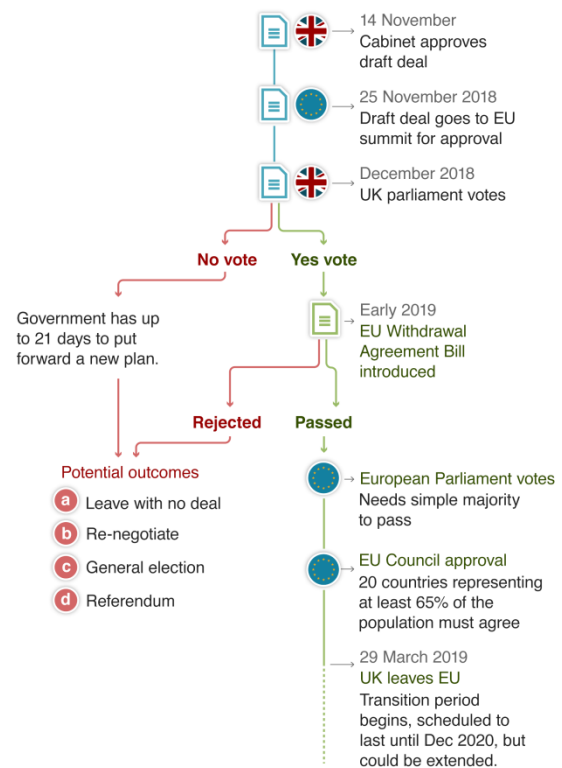 14 November
Cabinet approves
draft deal
25 November 2018
Draft deal goes to EU
summit for approval
December 2018
UK parliament votes
No vote
Yes vote
Government has up
to 21 days to put
forward a new plan.
Early 2019
EU Withdrawal
Agreement Bill
introduced
Rejected
Passed
Potential outcomes
a Leave with no deal
b Re-negotiate
c General election
d Referendum
European Parliament votes
Needs simple majority
to pass
EU Council approval
20 countries representing
at least 65% of the
population must agree
29 March 2019
UK leaves EU
Transition period
begins, scheduled to
last until Dec 2020, but
could be extended.